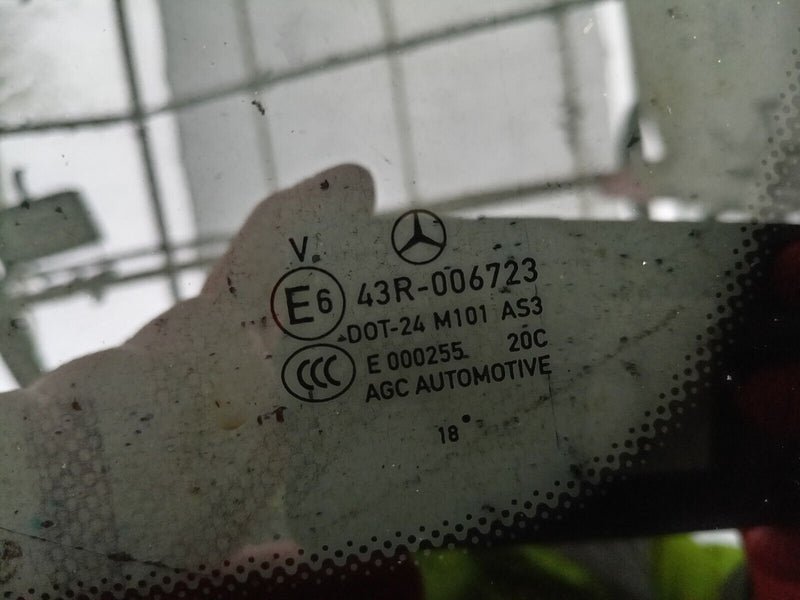 V
E6 43R-006723
DOT-24 M101 AS3
CCC E 000255 20C
AGC AUTOMOTIVE
18